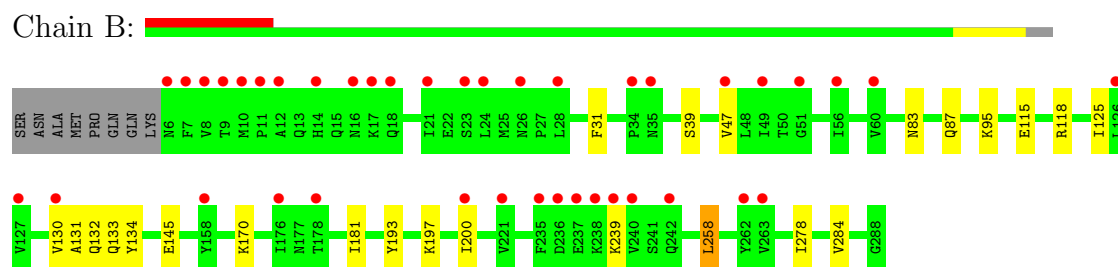 Chain B:
SER ASN ALA MET PRO GLN GLN LYS N6 F7 V8 T9 M10 P11 A12 Q13 H14 Q15 N16 K17 Q18 I21 E22 S23 L24 M25 N26 P27 L28 F31 P34 N35 S39 V47 L48 I49 T50 G51 I56 V60 N83 Q87 K95 E115 R118 I125
V127 V130 A131 Q132 Q133 Y134 E145 Y158 K170 I176 N177 T178 I181 Y193 K197 I200 V221 F235 D236 E237 K238 K239 V240 S241 Q242 L258 Y262 V263 I278 V284 G288